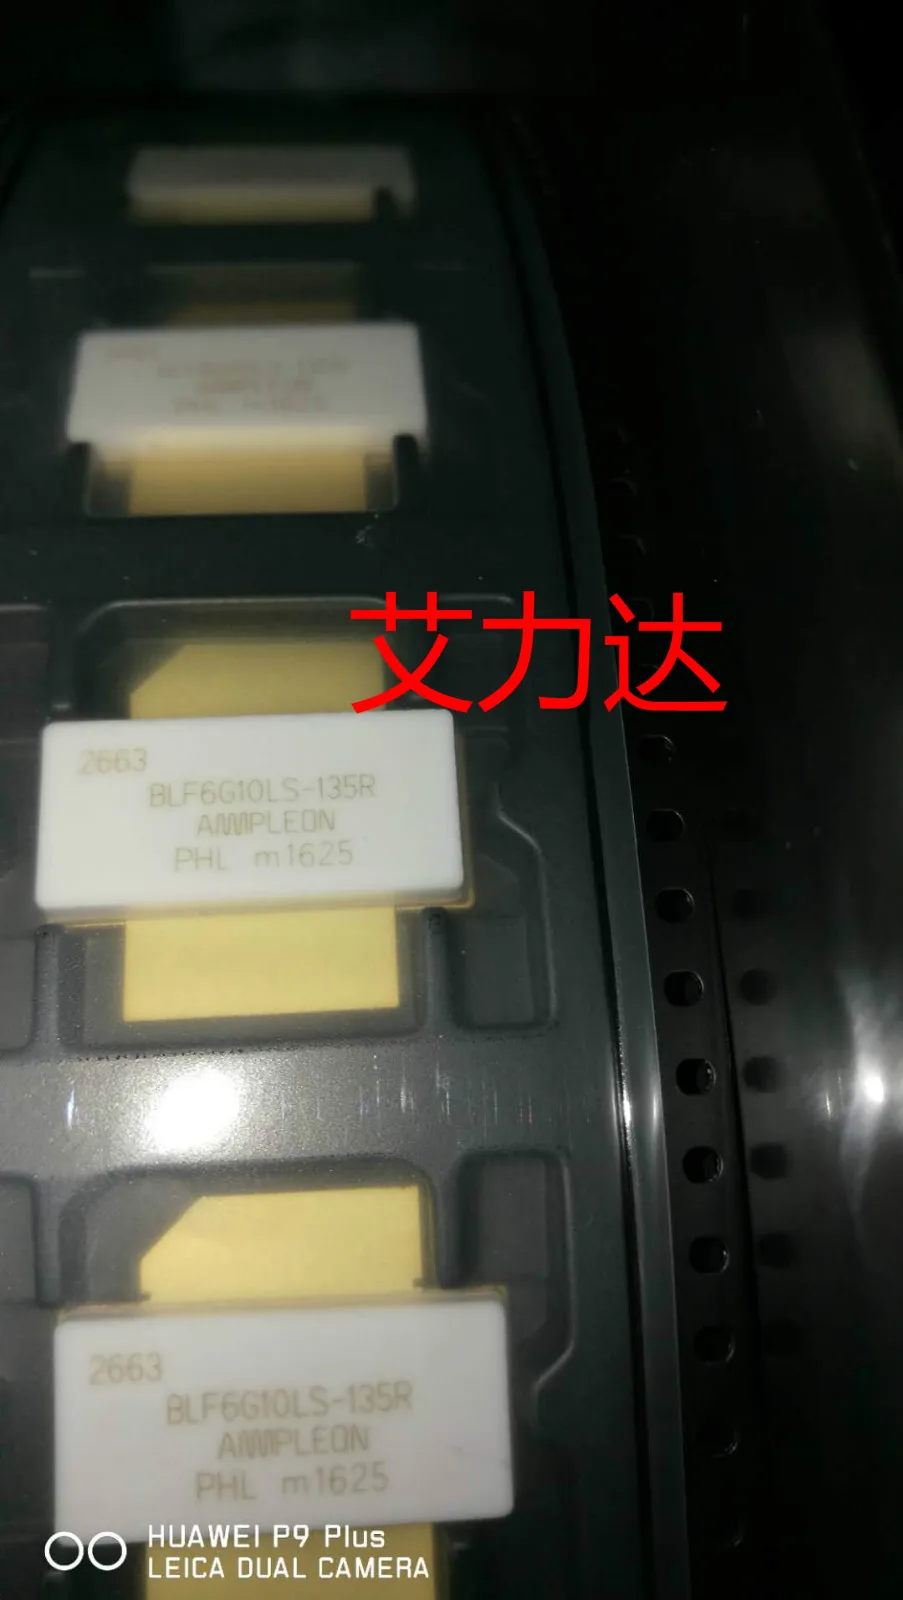 艾力达
2663
BLF6G10LS-135R
AMPLEON
PHL m1625
2663
BLF6G10LS-135R
AMPLEON
PHL m1625
HUAWEI P9 Plus
LEICA DUAL CAMERA